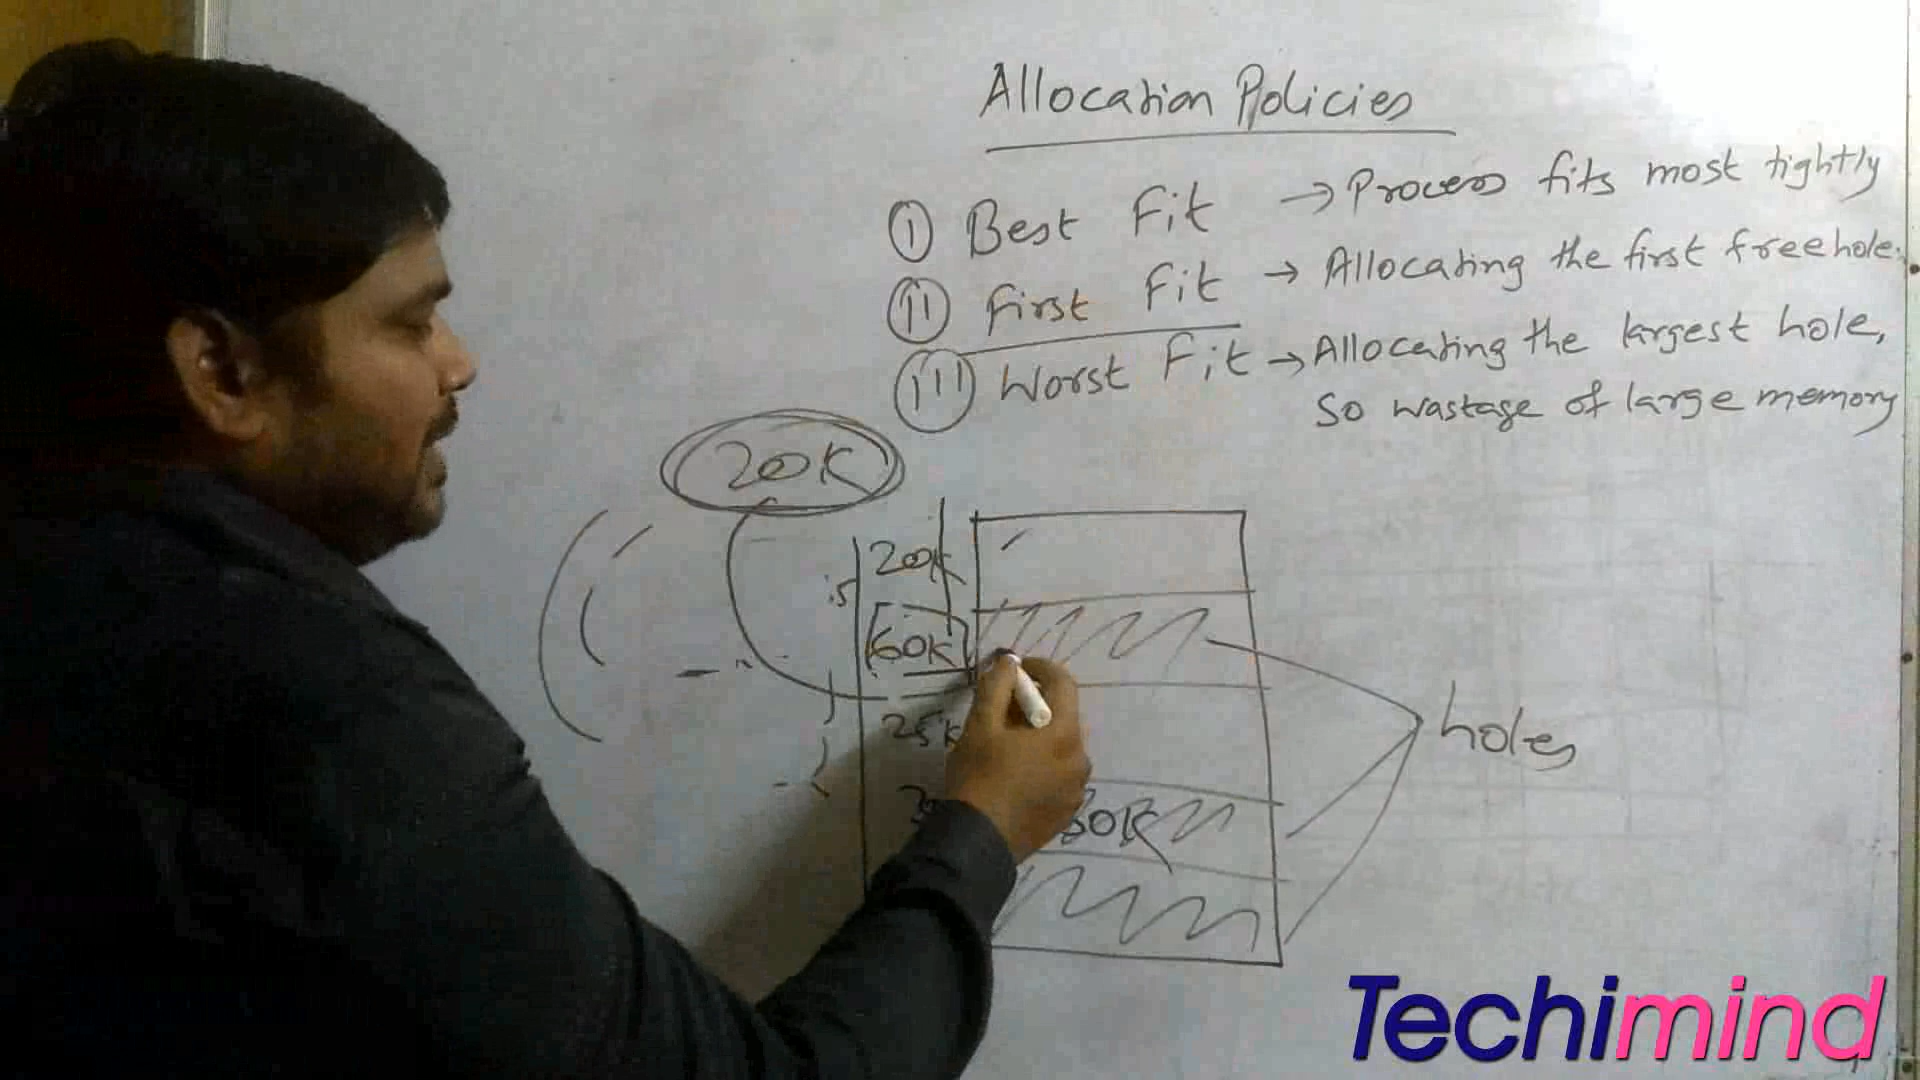 Allocation Policies
I Best Fit → Process fits most tightly
II First Fit → Allocating the first free hole.
III Worst Fit → Allocating the largest hole,
So wastage of large memory
20K
20K
60K
25K
30K
holes
Techimind